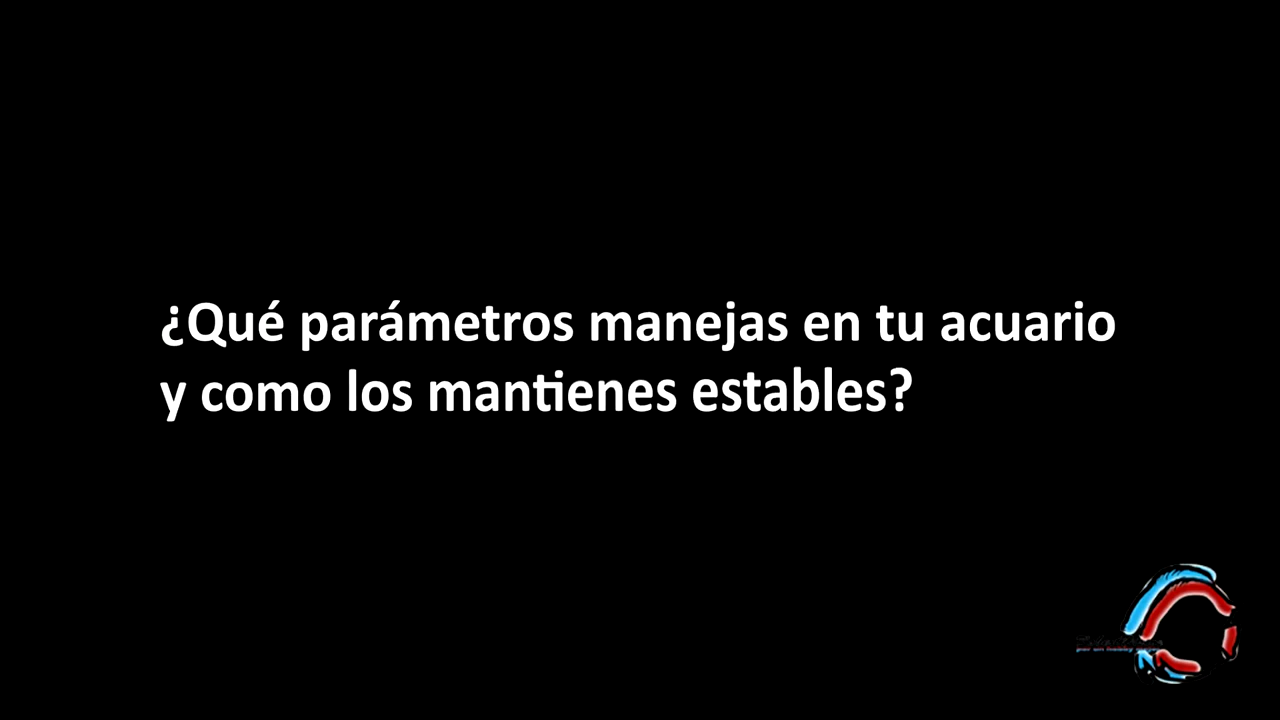 ¿Qué parámetros manejas en tu acuario
y como los mantienes estables?